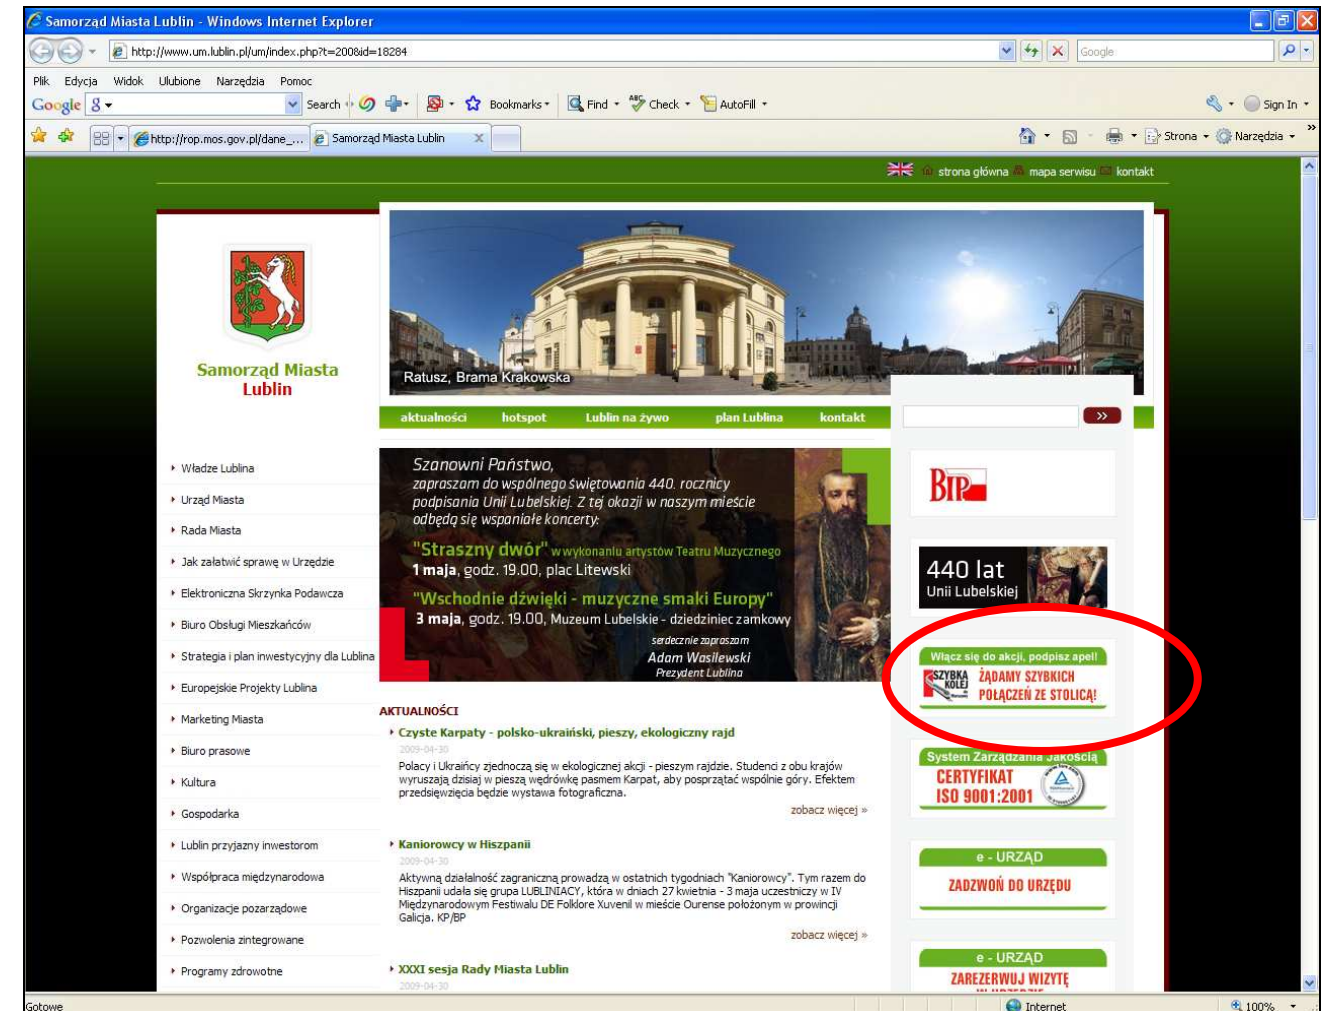 Samorząd Miasta Lublin - Windows Internet Explorer
http://www.um.lublin.pl/um/index.php?t=200&id=18284
Google
Plik Edycja Widok Ulubione Narzędzia Pomoc
Google Search Bookmarks Find Check AutoFill Sign In
http://rop.mos.gov.pl/dane_... Samorząd Miasta Lublin Strona Narzędzia
strona główna mapa serwisu kontakt
Samorząd Miasta
Lublin
Ratusz, Brama Krakowska
aktualności hotspot Lublin na żywo plan Lublina kontakt
Władze Lublina
Urząd Miasta
Rada Miasta
Jak załatwić sprawę w Urzędzie
Elektroniczna Skrzynka Podawcza
Biuro Obsługi Mieszkańców
Strategia i plan inwestycyjny dla Lublina
Europejskie Projekty Lublina
Marketing Miasta
Biuro prasowe
Kultura
Gospodarka
Lublin przyjazny inwestorom
Współpraca międzynarodowa
Organizacje pozarządowe
Pozwolenia zintegrowane
Programy zdrowotne
Szanowni Państwo,
zapraszam do wspólnego świętowania 440. rocznicy
podpisania Unii Lubelskiej. Z tej okazji w naszym mieście
odbędą się wspaniałe koncerty:
"Straszny dwór" w wykonaniu artystów Teatru Muzycznego
1 maja, godz. 19.00, plac Litewski
"Wschodnie dźwięki - muzyczne smaki Europy"
3 maja, godz. 19.00, Muzeum Lubelskie - dziedziniec zamkowy
serdecznie zapraszam
Adam Wasilewski
Prezydent Lublina
AKTUALNOŚCI
Czyste Karpaty - polsko-ukraiński, pieszy, ekologiczny rajd
2009-04-30
Polacy i Ukraińcy zjednoczą się w ekologicznej akcji - pieszym rajdzie. Studenci z obu krajów
wyruszają dzisiaj w pieszą wędrówkę pasmem Karpat, aby posprzątać wspólnie góry. Efektem
przedsięwzięcia będzie wystawa fotograficzna.
zobacz więcej »
Kaniorowcy w Hiszpanii
2009-04-30
Aktywną działalność zagraniczną prowadzą w ostatnich tygodniach "Kaniorowcy". Tym razem do
Hiszpanii udała się grupa LUBLINIACY, która w dniach 27 kwietnia - 3 maja uczestniczy w IV
Międzynarodowym Festiwalu DE Folklore Xuvenil w mieście Ourense położonym w prowincji
Galicja. KP/BP
zobacz więcej »
XXXI sesja Rady Miasta Lublin
2009-04-30
BIP
440 lat
Unii Lubelskiej
Włącz się do akcji, podpisz apel!
SZYBKA
KOLEJ
ŻĄDAMY SZYBKICH
POŁĄCZEŃ ZE STOLICĄ!
System Zarządzania Jakością
CERTYFIKAT
ISO 9001:2001
e - URZĄD
ZADZWOŃ DO URZĘDU
e - URZĄD
ZAREZERWUJ WIZYTĘ
W URZĘDZIE
Gotowe Internet 100%